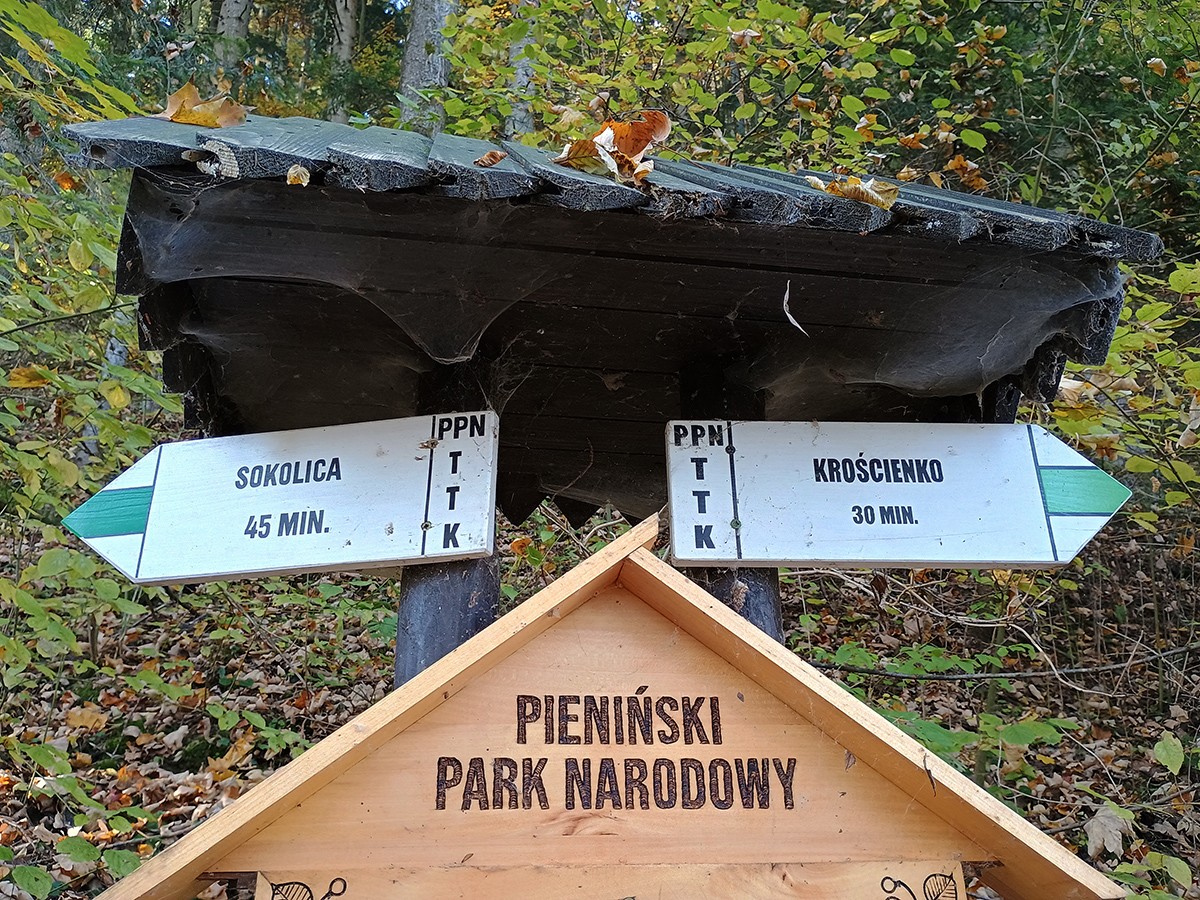 SOKOLICA
45 MIN.
PPN
T
T
K
PPN
T
T
K
KROŚCIENKO
30 MIN.
PIENIŃSKI
PARK NARODOWY